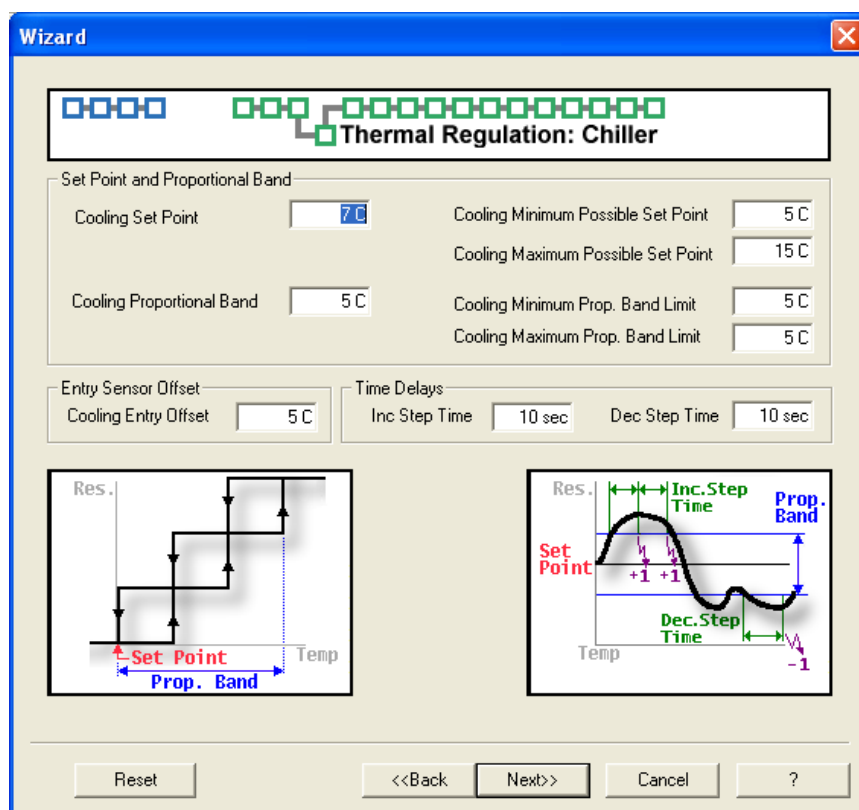 Wizard
Thermal Regulation: Chiller
Set Point and Proportional Band
Cooling Set Point 7 C
Cooling Minimum Possible Set Point 5 C
Cooling Maximum Possible Set Point 15 C
Cooling Proportional Band 5 C
Cooling Minimum Prop. Band Limit 5 C
Cooling Maximum Prop. Band Limit 5 C
Entry Sensor Offset
Cooling Entry Offset 5 C
Time Delays
Inc Step Time 10 sec Dec Step Time 10 sec
Res.
Set Point
Temp
Prop. Band
Res.
Inc.Step
Time
Prop.
Band
Set
Point
+1 +1
Dec.Step
Time
Temp
-1
Reset <<Back Next>> Cancel ?